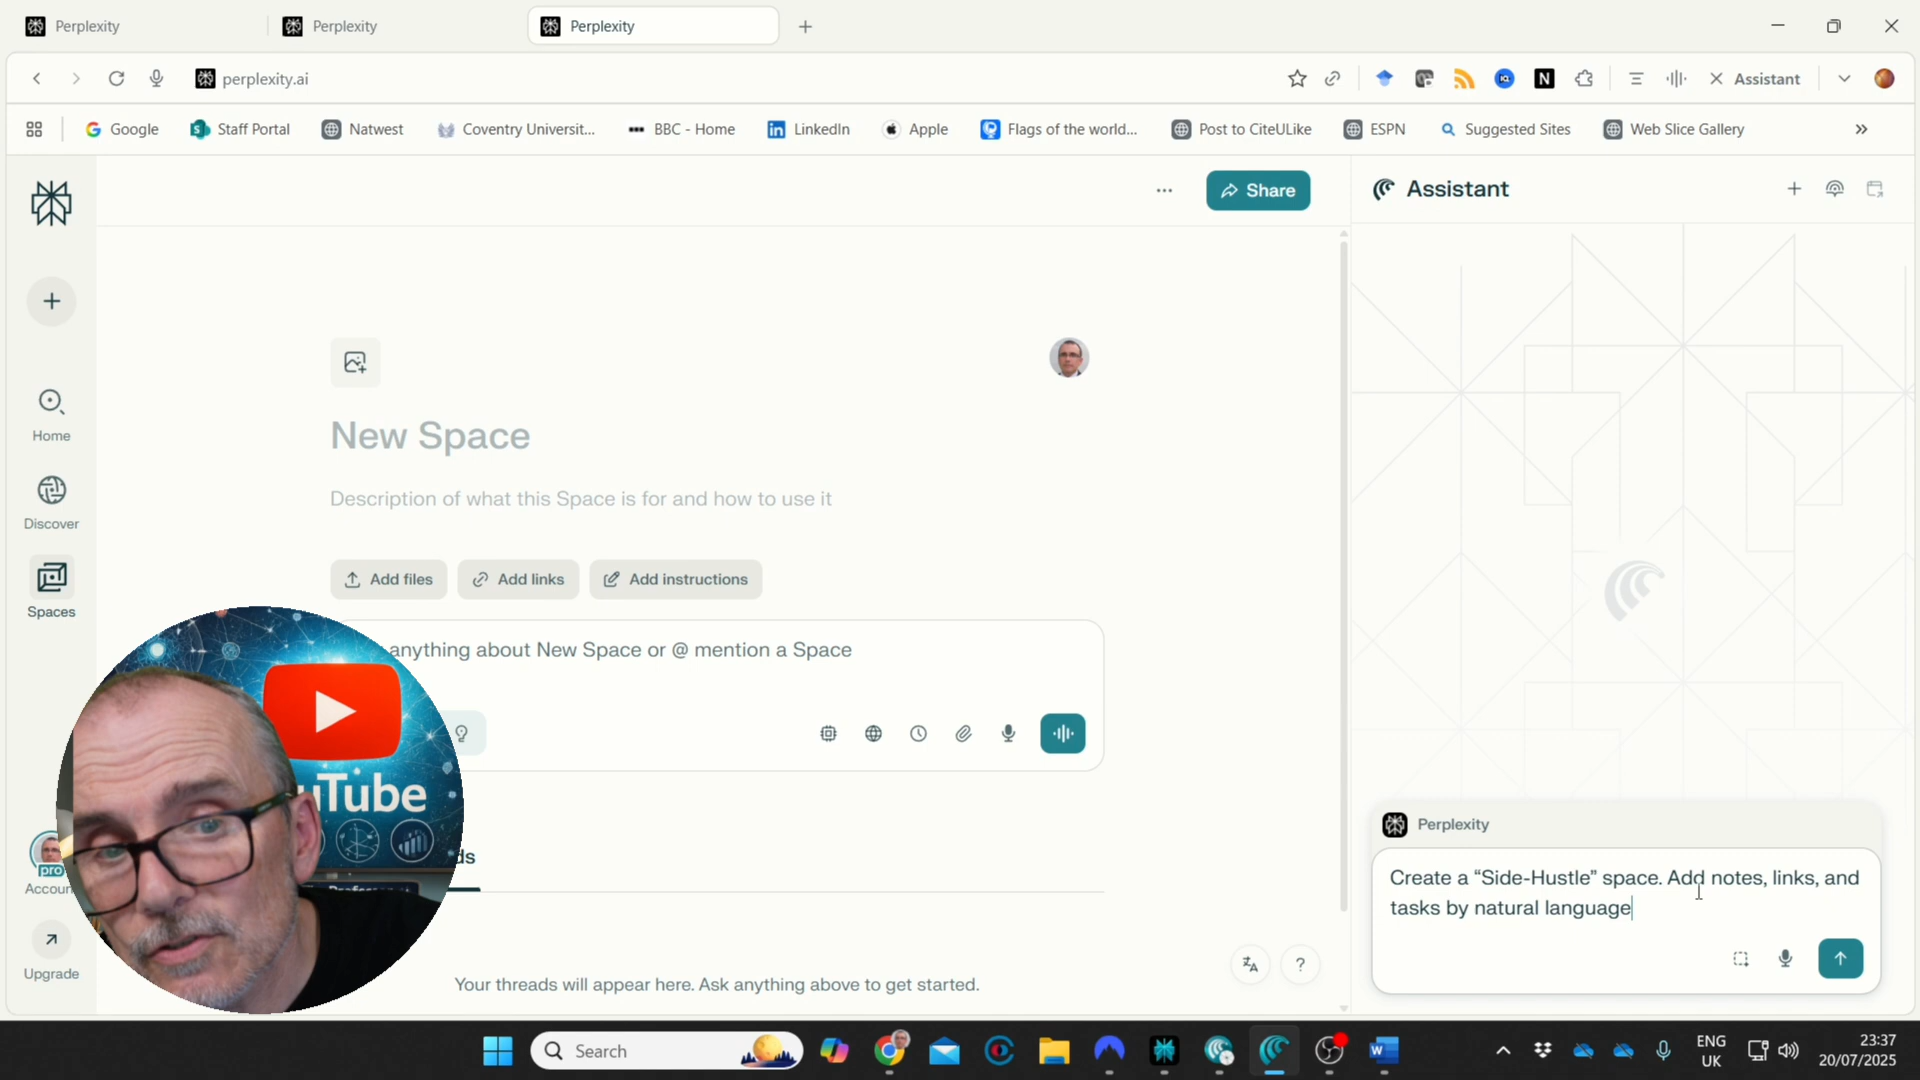 Perplexity
Perplexity
Perplexity
perplexity.ai
Assistant
Google
Staff Portal
Natwest
Coventry Universit...
BBC - Home
LinkedIn
Apple
Flags of the world...
Post to CiteULike
ESPN
Suggested Sites
Web Slice Gallery
Share
Assistant
New Space
Home
Description of what this Space is for and how to use it
Discover
Add files
Add links
Add instructions
Spaces
anything about New Space or @ mention a Space
uTube
Perplexity
pro
ds
Create a “Side-Hustle” space. Add notes, links, and
tasks by natural language
Upgrade
Your threads will appear here. Ask anything above to get started.
?
Search
ENG
UK
23:37
20/07/2025